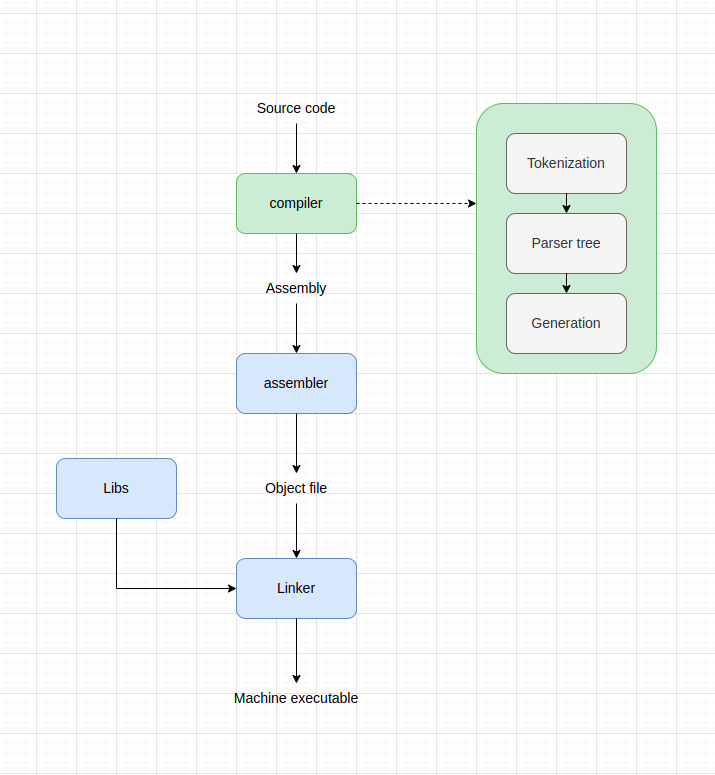 Source code
compiler
Tokenization
Parser tree
Generation
Assembly
assembler
Libs
Object file
Linker
Machine executable